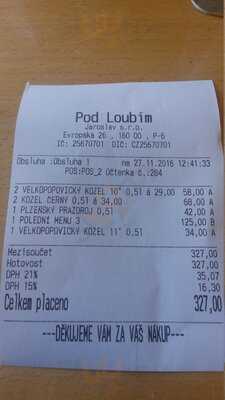 Pod Loubím
Jaroslav s.r.o.
Evropská 26 , 160 00 , P-6
IČ: 25670701 DIČ: CZ25670701
Obsluha :Obsluha 1 ne 27.11.2016 12:41:33
POS:POS_2 Účtenka č.:284
2 VELKOPOPOVICKÝ KOZEL 10° 0,5l á 29,00 58,00 A
2 KOZEL ČERNÝ 0,5l á 34,00 68,00 A
1 PLZEŇSKÝ PRAZDROJ 0,5l 42,00 A
1 POLEDNÍ MENU 3 125,00 B
1 VELKOPOPOVICKÝ KOZEL 11° 0,5l 34,00 A
Mezisoučet 327,00
Hotovost 327,00
DPH 21% 35,07
DPH 15% 16,30
Celkem placeno 327,00
---DĚKUJEME VÁM ZA VÁŠ NÁKUP---